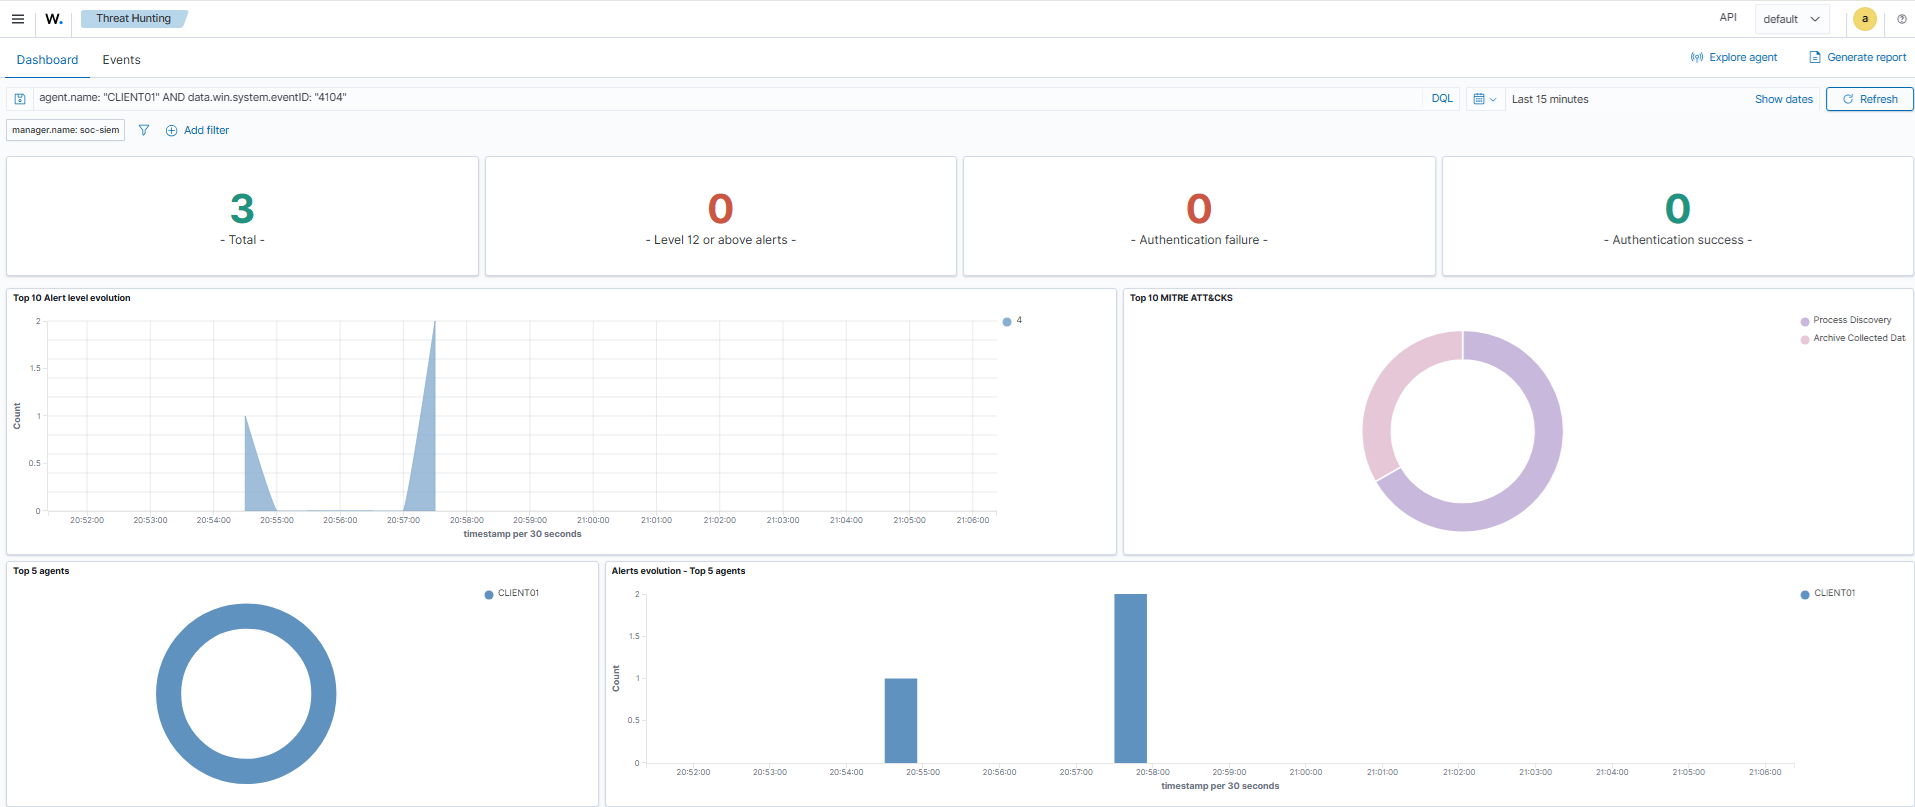 W.
Threat Hunting
API
default
a
Dashboard
Events
Explore agent
Generate report
agent.name: "CLIENT01" AND data.win.system.eventID: "4104"
DQL
Last 15 minutes
Show dates
Refresh
manager.name: soc-siem
Add filter
3
- Total -
0
- Level 12 or above alerts -
0
- Authentication failure -
0
- Authentication success -
Top 10 Alert level evolution
2
1.5
1
0.5
0
Count
20:52:00 20:53:00 20:54:00 20:55:00 20:56:00 20:57:00 20:58:00 20:59:00 21:00:00 21:01:00 21:02:00 21:03:00 21:04:00 21:05:00 21:06:00
timestamp per 30 seconds
4
Top 10 MITRE ATT&CKS
Process Discovery
Archive Collected Dat
Top 5 agents
CLIENT01
Alerts evolution - Top 5 agents
2
1.5
1
0.5
0
Count
20:52:00 20:53:00 20:54:00 20:55:00 20:56:00 20:57:00 20:58:00 20:59:00 21:00:00 21:01:00 21:02:00 21:03:00 21:04:00 21:05:00 21:06:00
timestamp per 30 seconds
CLIENT01